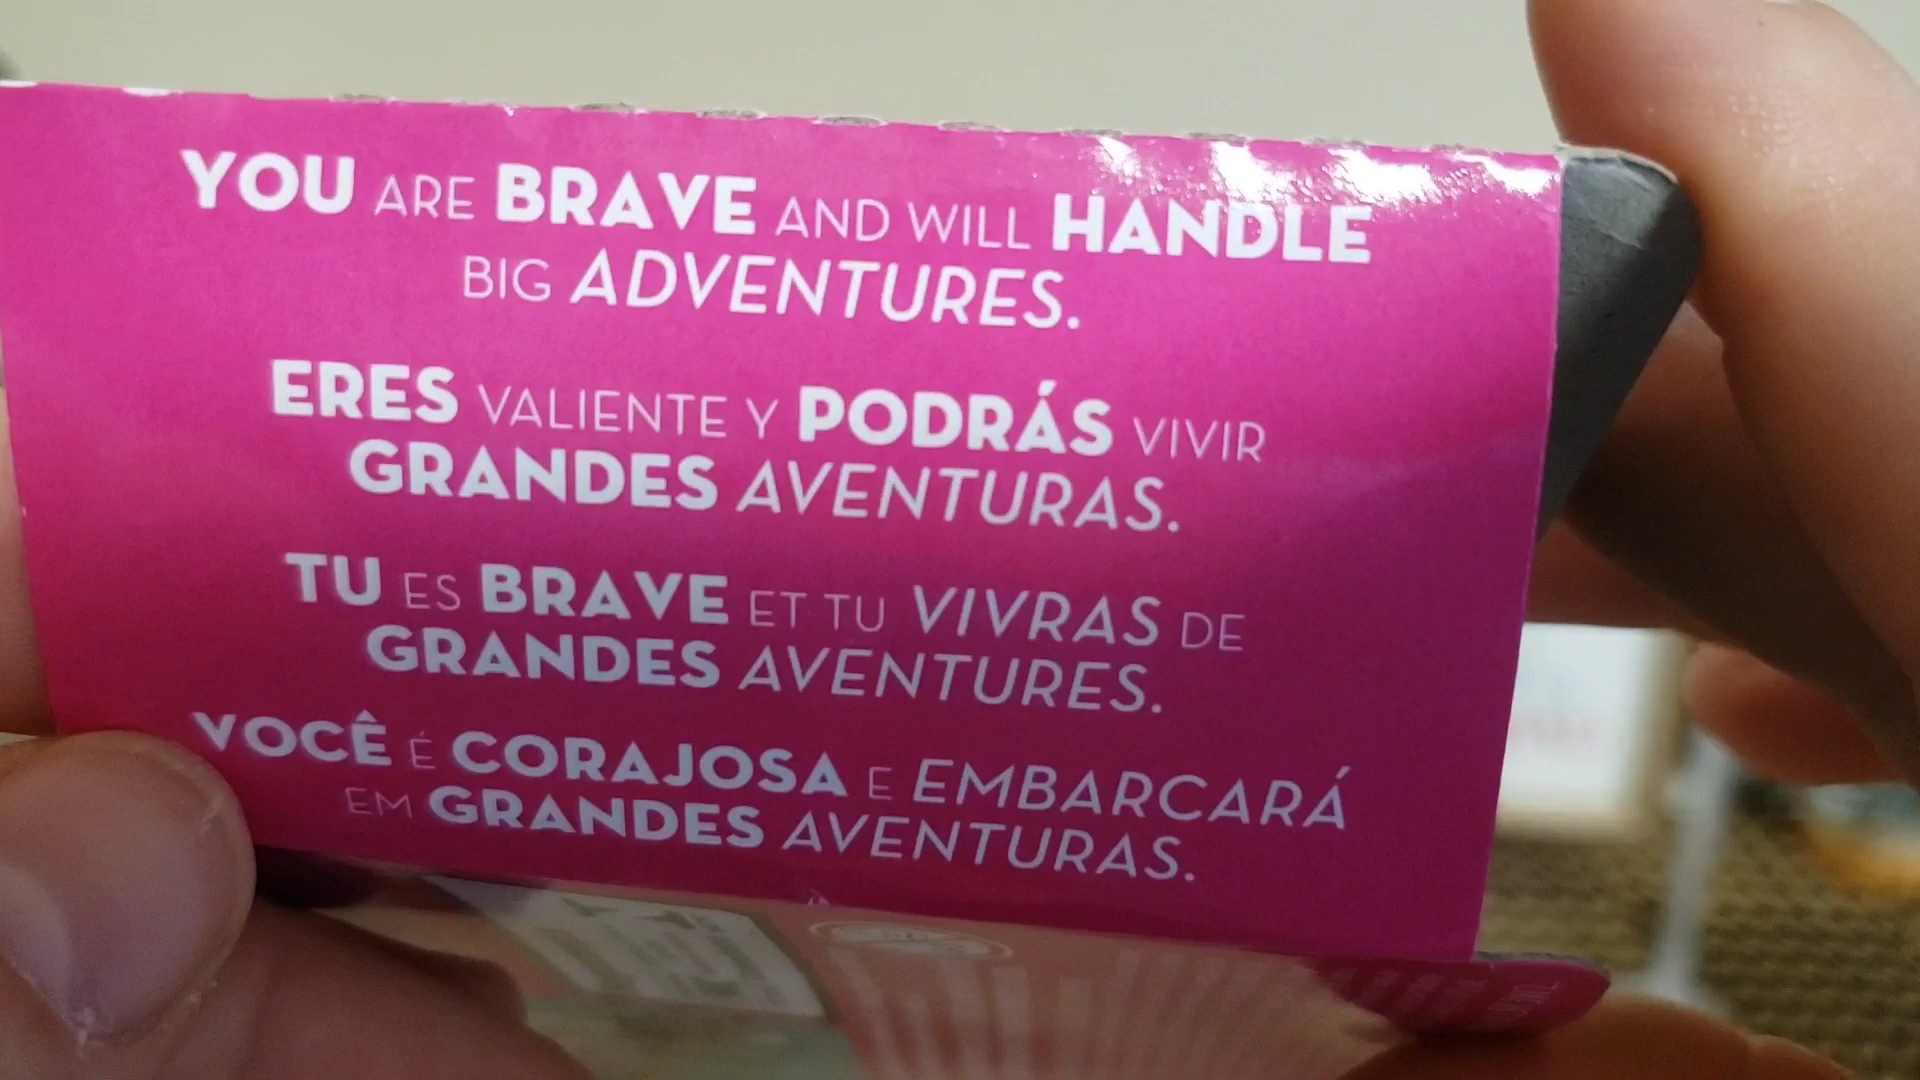 YOU ARE BRAVE AND WILL HANDLE
BIG ADVENTURES.
ERES VALIENTE Y PODRÁS VIVIR
GRANDES AVENTURAS.
TU ES BRAVE ET TU VIVRAS DE
GRANDES AVENTURES.
VOCÊ É CORAJOSA E EMBARCARÁ
EM GRANDES AVENTURAS.